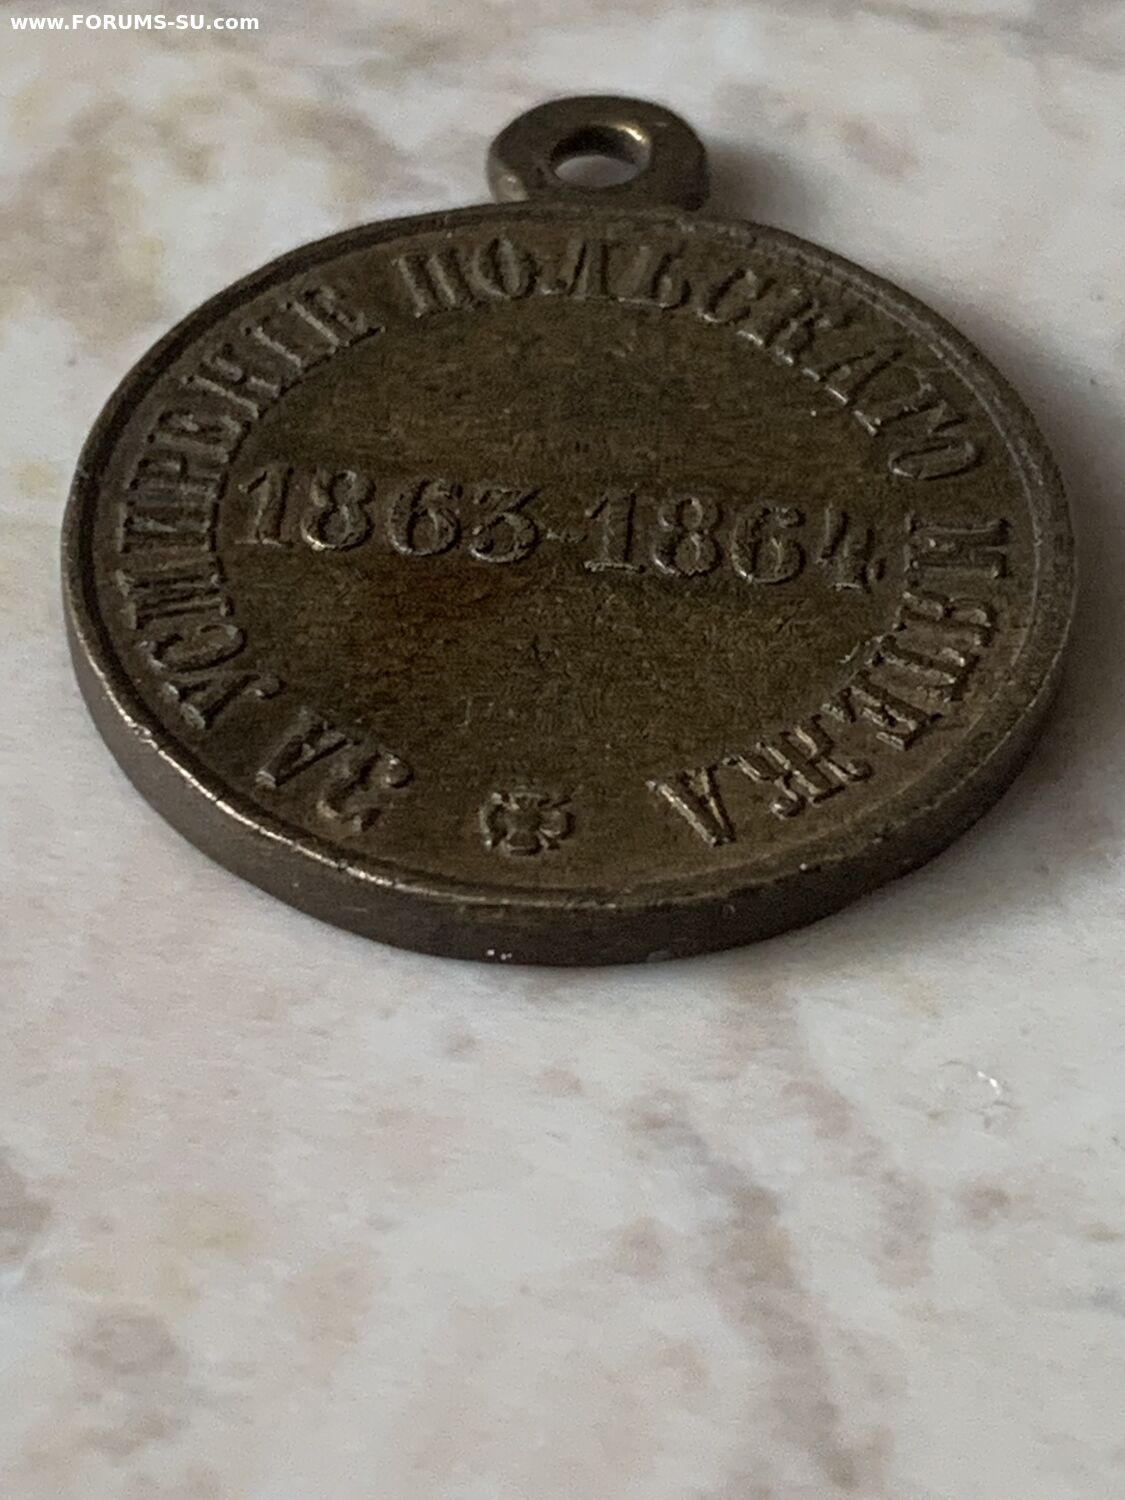 www.FORUMS-SU.com
ЗА УСМИРЕНІЕ ПОЛЬСКАГО МЯТЕЖА
1863-1864